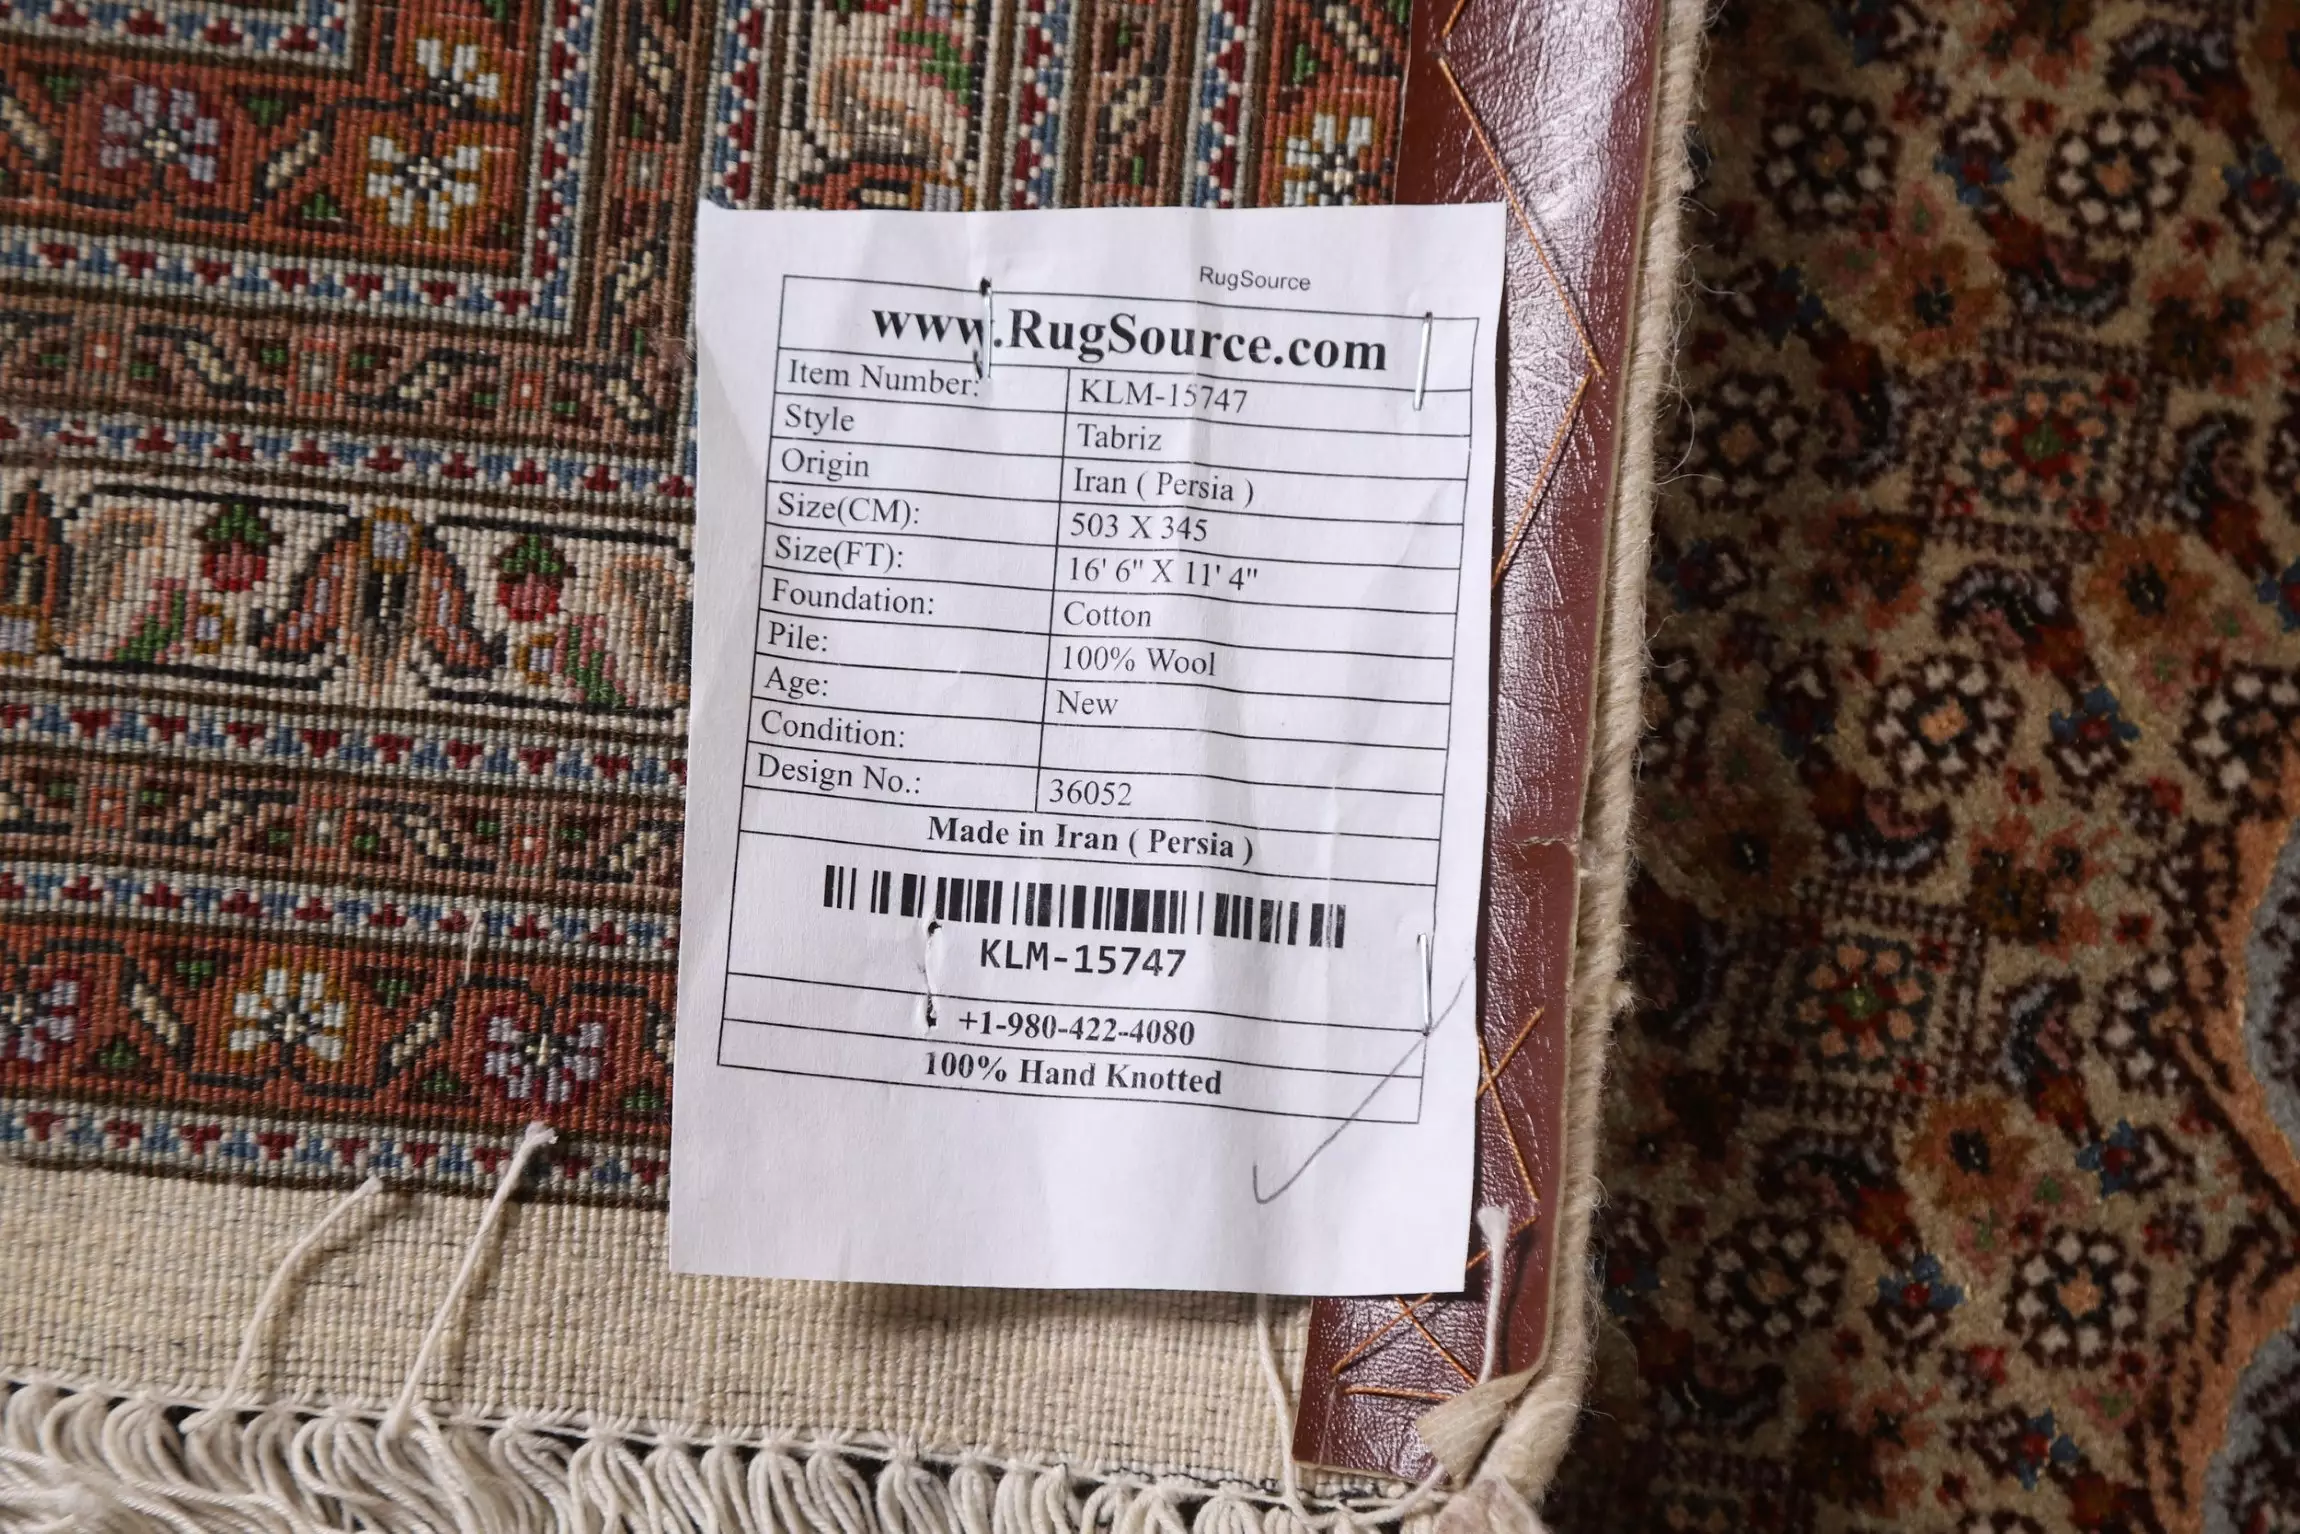 RugSource
www.RugSource.com
Item Number: KLM-15747
Style Tabriz
Origin Iran ( Persia )
Size(CM): 503 X 345
Size(FT): 16' 6" X 11' 4"
Foundation: Cotton
Pile: 100% Wool
Age: New
Condition:
Design No.: 36052
Made in Iran ( Persia )
KLM-15747
+1-980-422-4080
100% Hand Knotted